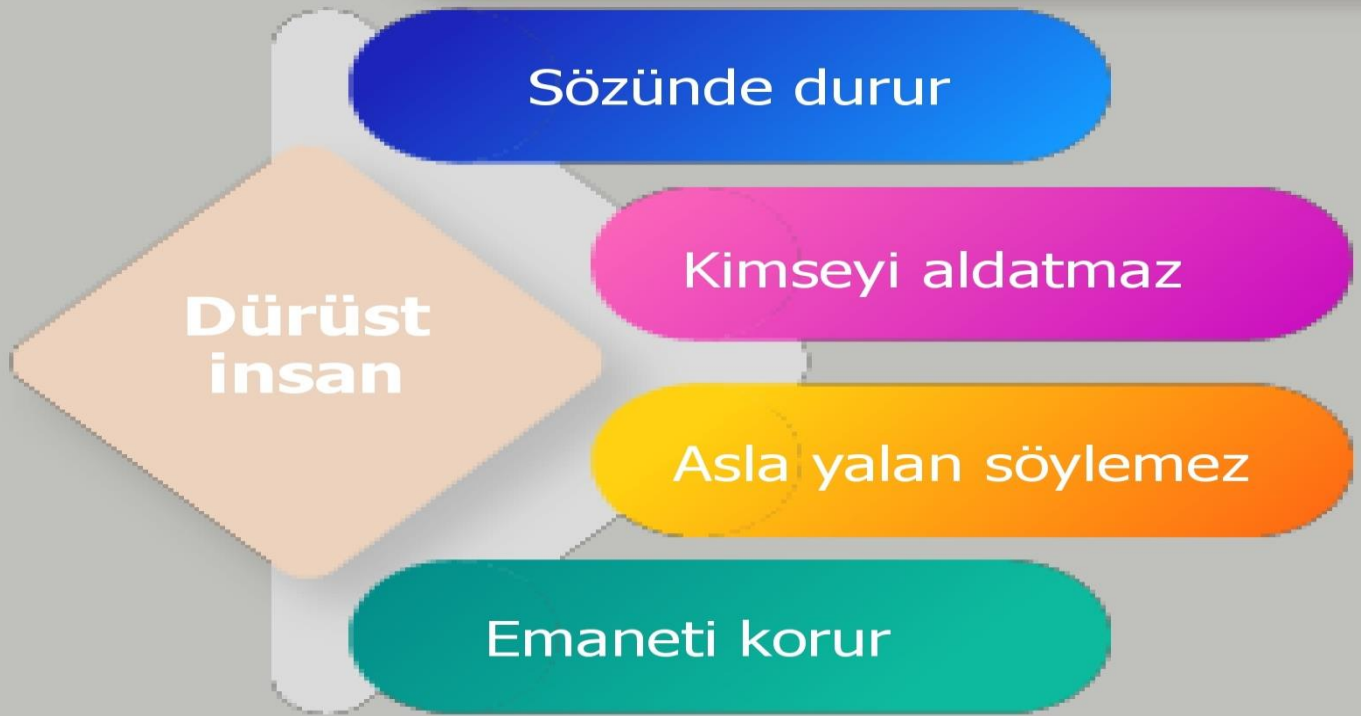 Sözünde durur
Kimseyi aldatmaz
Dürüst
insan
Asla yalan söylemez
Emaneti korur